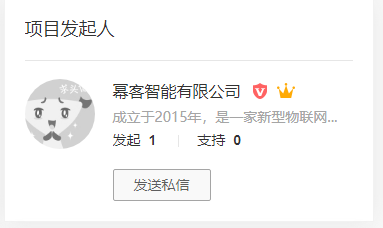 项目发起人
幂客智能有限公司
成立于2015年，是一家新型物联网...
发起 1 支持 0
发送私信